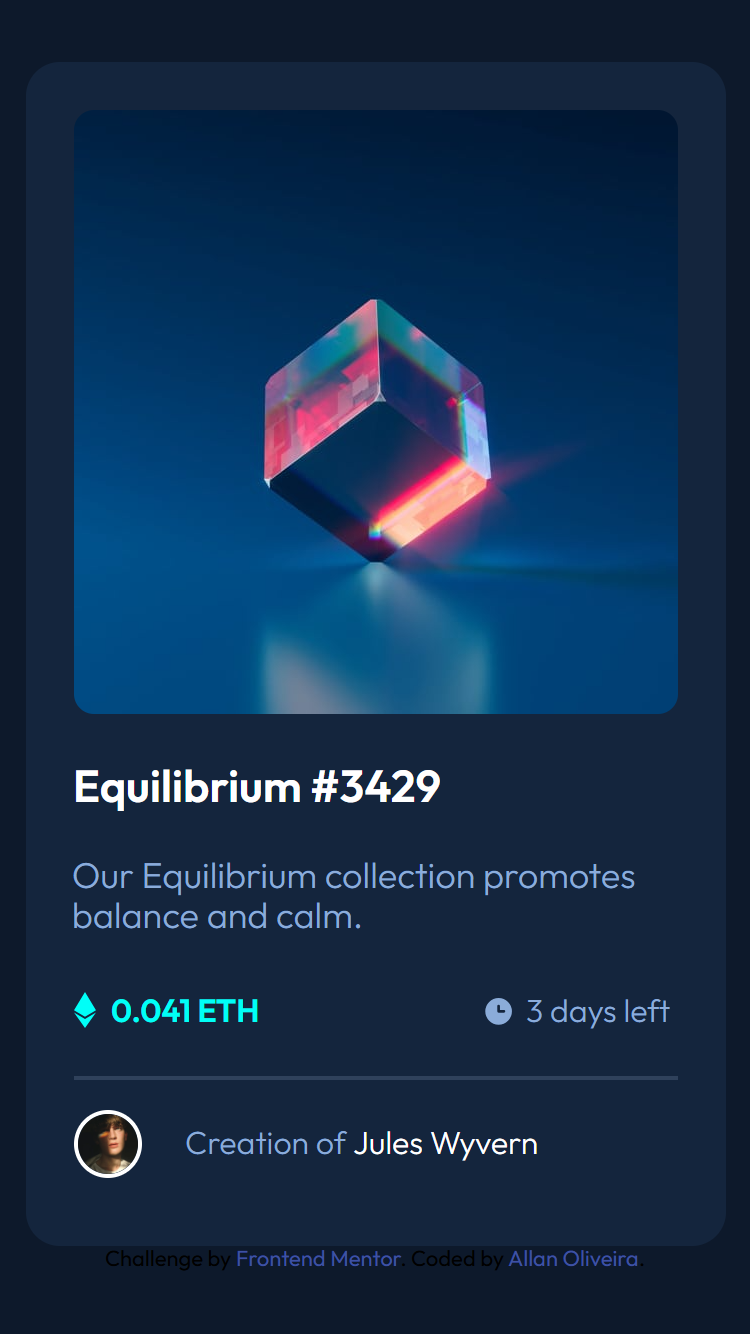 Equilibrium #3429
Our Equilibrium collection promotes
balance and calm.
0.041 ETH
3 days left
Creation of Jules Wyvern
Challenge by Frontend Mentor. Coded by Allan Oliveira.